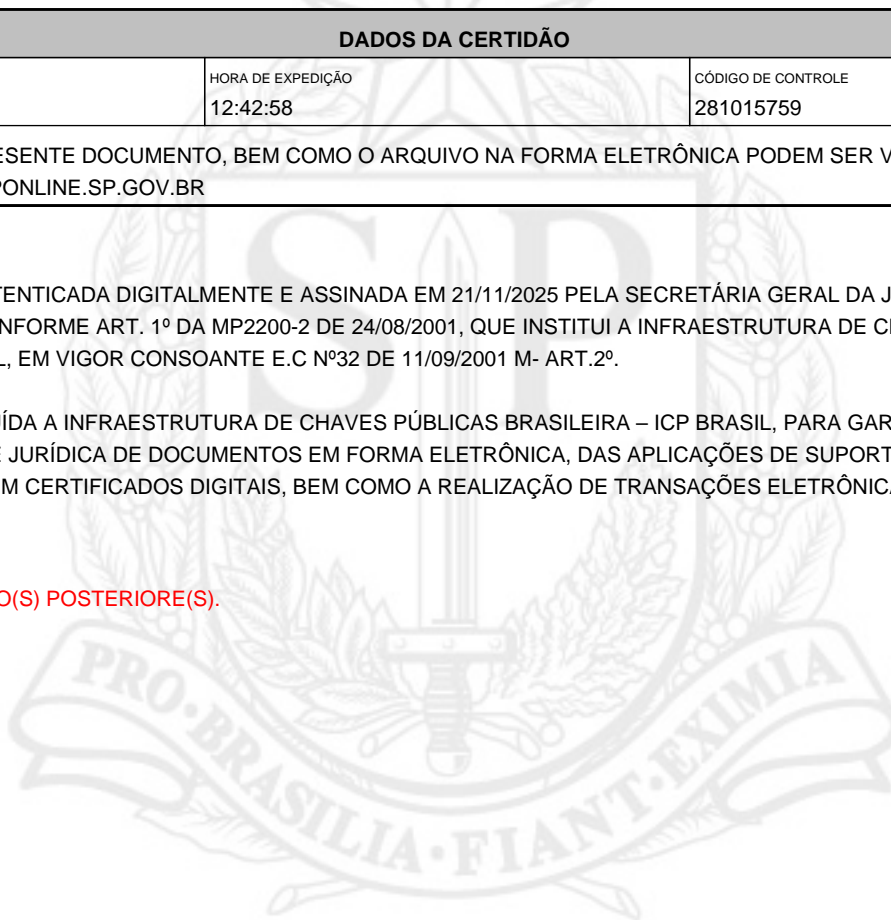 DADOS DA CERTIDÃO
HORA DE EXPEDIÇÃO
12:42:58
CÓDIGO DE CONTROLE
281015759
ESENTE DOCUMENTO, BEM COMO O ARQUIVO NA FORMA ELETRÔNICA PODEM SER V
PONLINE.SP.GOV.BR
TENTICADA DIGITALMENTE E ASSINADA EM 21/11/2025 PELA SECRETÁRIA GERAL DA J
NFORME ART. 1º DA MP2200-2 DE 24/08/2001, QUE INSTITUI A INFRAESTRUTURA DE C
L, EM VIGOR CONSOANTE E.C Nº32 DE 11/09/2001 M- ART.2º.
ÍDA A INFRAESTRUTURA DE CHAVES PÚBLICAS BRASILEIRA – ICP BRASIL, PARA GAR
E JURÍDICA DE DOCUMENTOS EM FORMA ELETRÔNICA, DAS APLICAÇÕES DE SUPORT
M CERTIFICADOS DIGITAIS, BEM COMO A REALIZAÇÃO DE TRANSAÇÕES ELETRÔNICA
O(S) POSTERIORE(S).
SP
PRO·BRASILIA·FIANT·EXIMIA